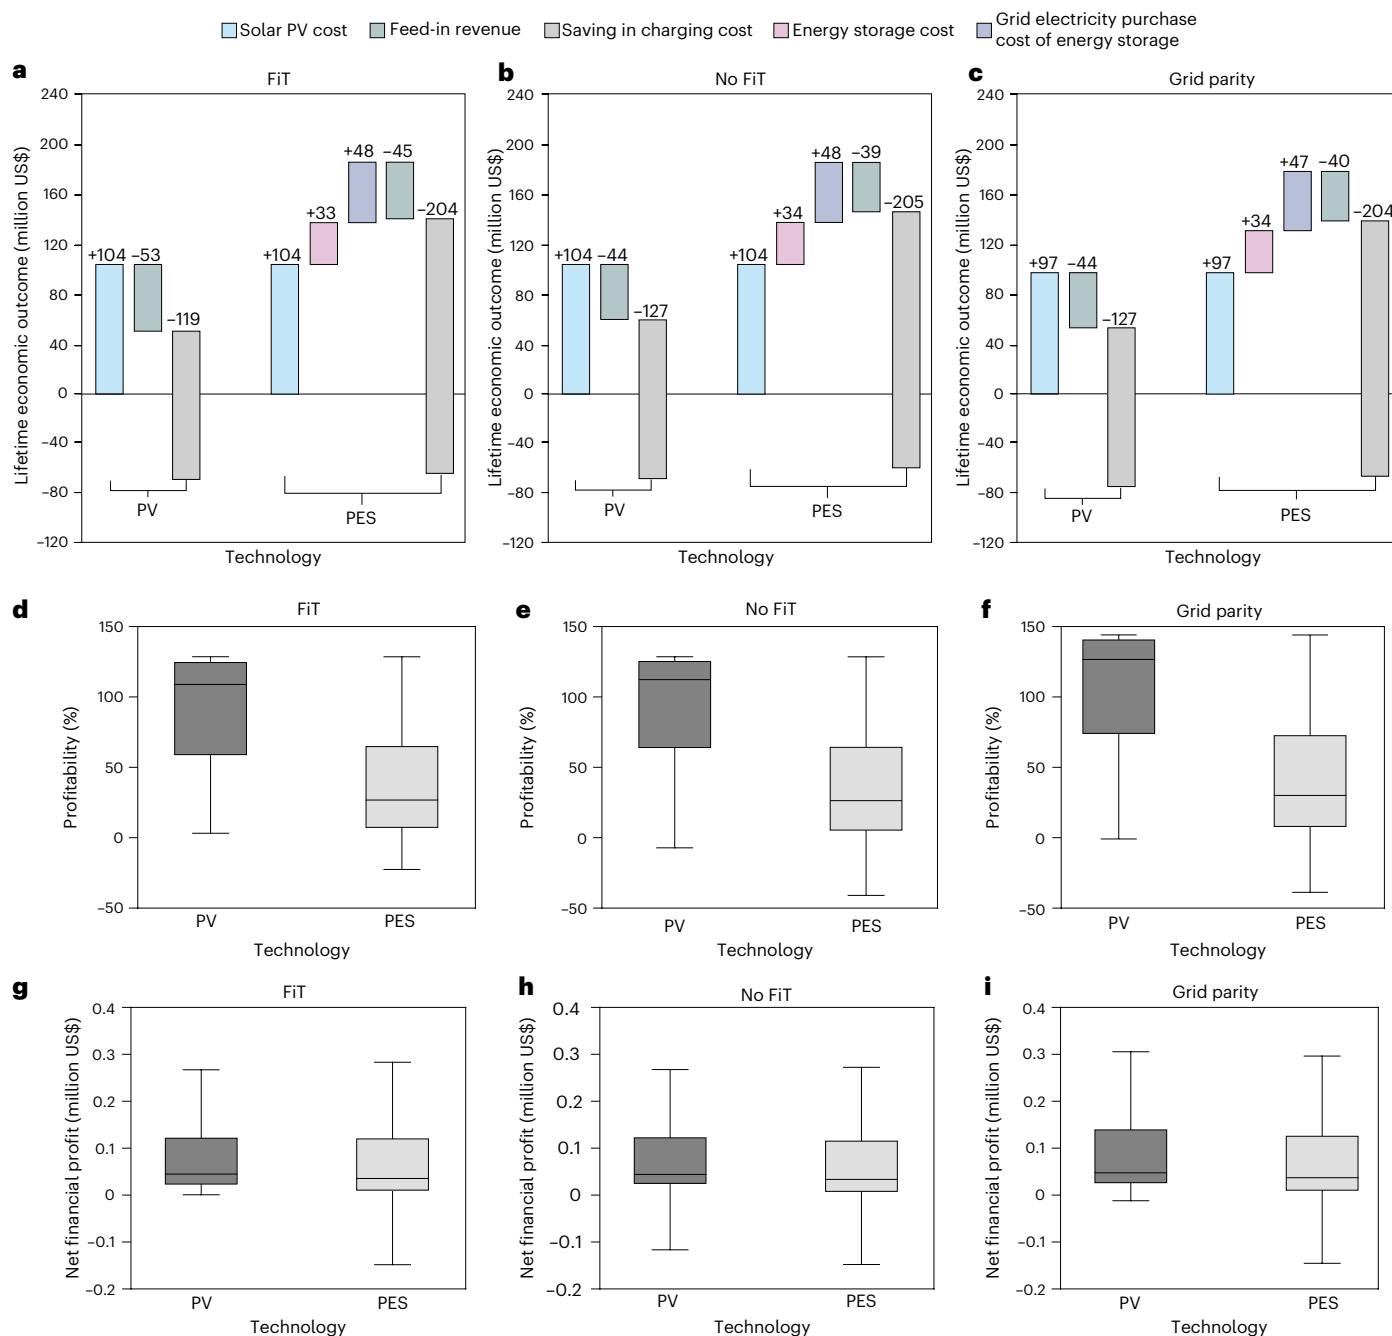 Solar PV cost
Feed-in revenue
Saving in charging cost
Energy storage cost
Grid electricity purchase
cost of energy storage
a
FiT
Lifetime economic outcome (million US$)
240
200
160
120
80
40
0
–40
–80
–120
+104
–53
–119
+104
+33
+48
–45
–204
PV
PES
Technology
b
No FiT
Lifetime economic outcome (million US$)
240
200
160
120
80
40
0
–40
–80
–120
+104
–44
–127
+104
+34
+48
–39
–205
PV
PES
Technology
c
Grid parity
Lifetime economic outcome (million US$)
240
200
160
120
80
40
0
–40
–80
–120
+97
–44
–127
+97
+34
+47
–40
–204
PV
PES
Technology
d
FiT
Profitability (%)
150
100
50
0
–50
PV
PES
Technology
e
No FiT
Profitability (%)
150
100
50
0
–50
PV
PES
Technology
f
Grid parity
Profitability (%)
150
100
50
0
–50
PV
PES
Technology
g
FiT
Net financial profit (million US$)
0.4
0.3
0.2
0.1
0
–0.1
–0.2
PV
PES
Technology
h
No FiT
Net financial profit (million US$)
0.4
0.3
0.2
0.1
0
–0.1
–0.2
PV
PES
Technology
i
Grid parity
Net financial profit (million US$)
0.4
0.3
0.2
0.1
0
–0.1
–0.2
PV
PES
Technology